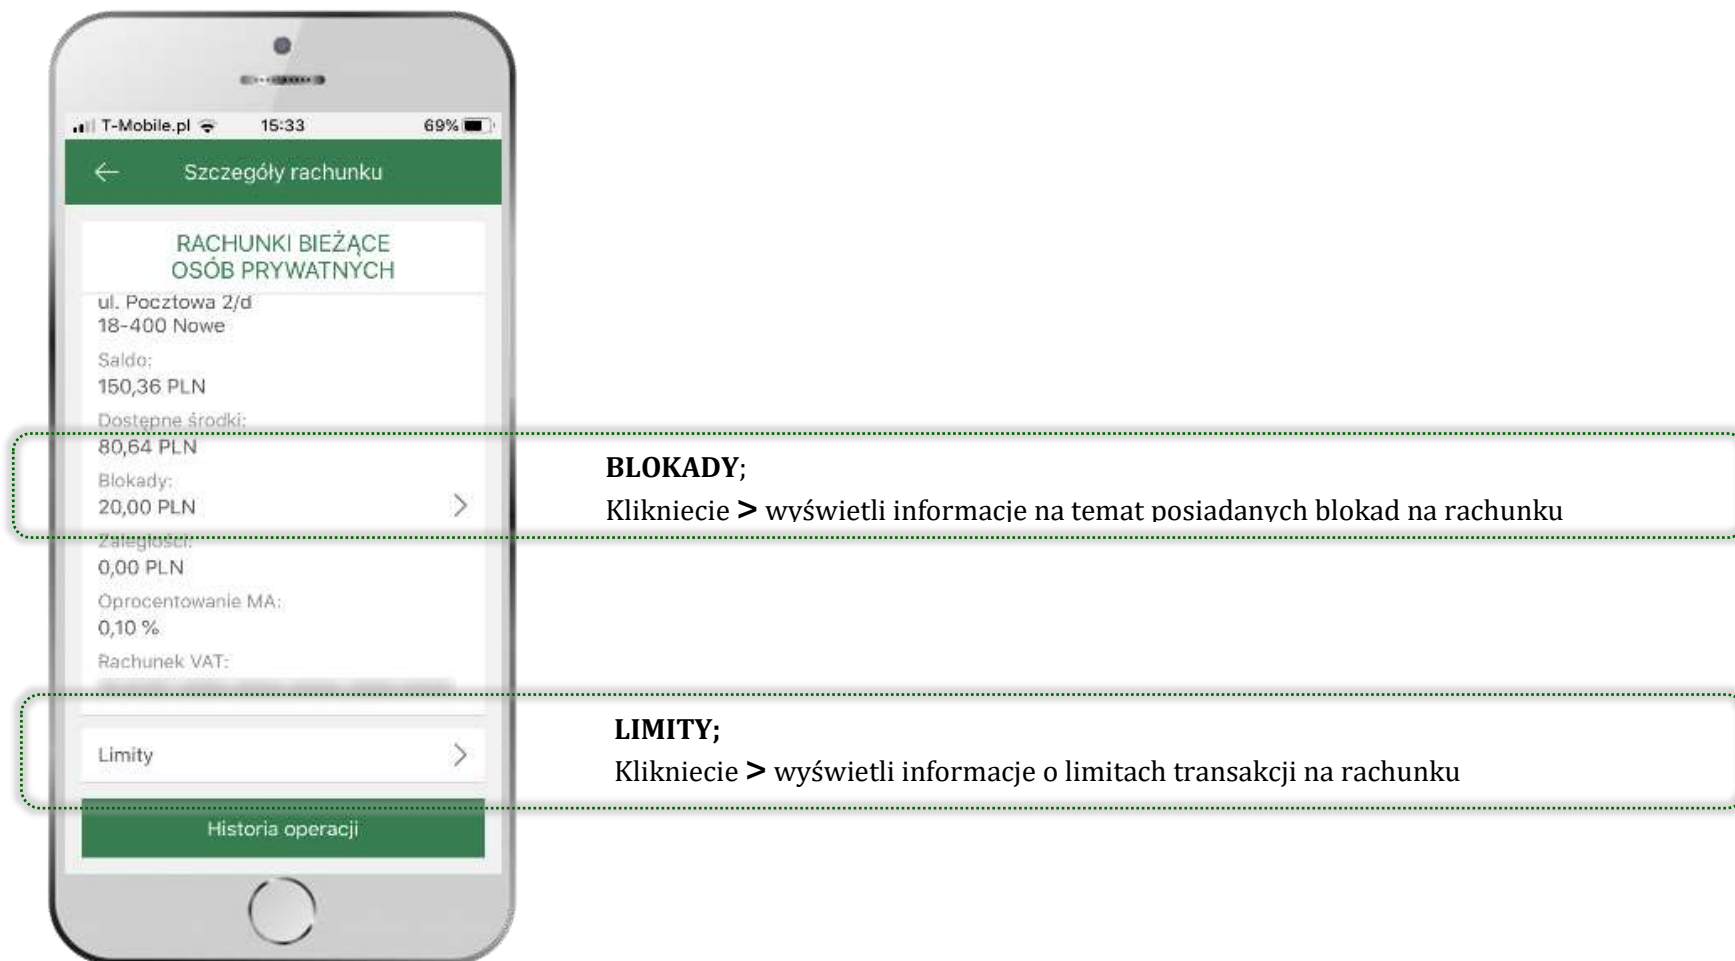 T-Mobile.pl 15:33 69%
← Szczegóły rachunku
RACHUNKI BIEŻĄCE
OSÓB PRYWATNYCH
ul. Pocztowa 2/d
18-400 Nowe
Saldo:
150,36 PLN
Dostępne środki:
80,64 PLN
Blokady:
20,00 PLN >
Zaległości:
0,00 PLN
Oprocentowanie MA:
0,10 %
Rachunek VAT:
Limity >
Historia operacji
BLOKADY;
Klikniecie > wyświetli informacje na temat posiadanych blokad na rachunku
LIMITY;
Klikniecie > wyświetli informacje o limitach transakcji na rachunku